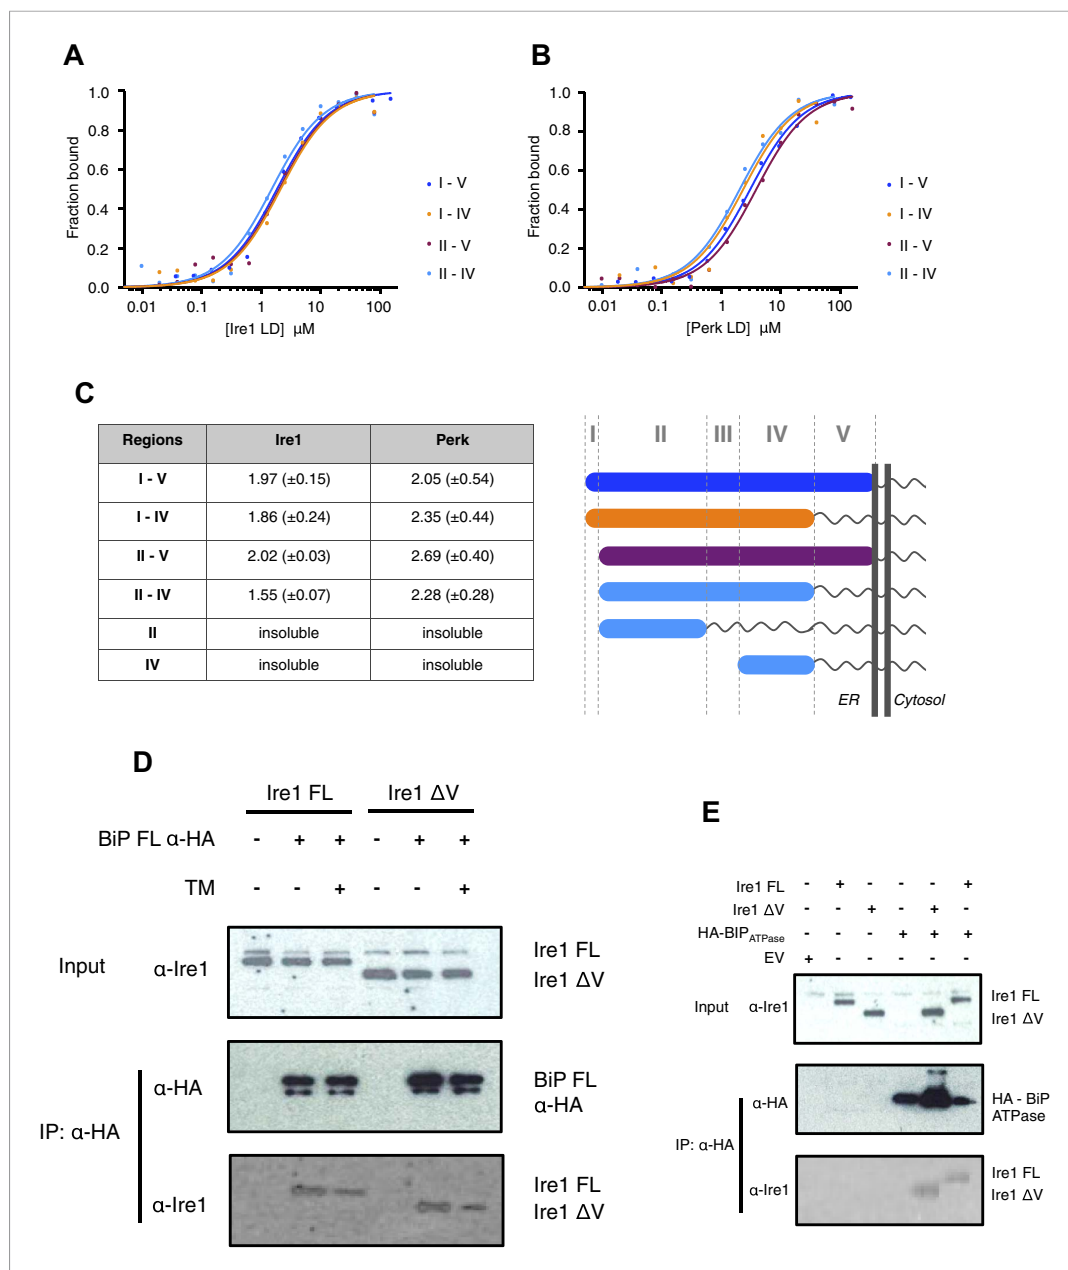 A
1.0
0.8
0.6
0.4
0.2
0.0
Fraction bound
0.01 0.1 1 10 100
[Ire1 LD] μM
I - V
I - IV
II - V
II - IV
B
1.0
0.8
0.6
0.4
0.2
0.0
Fraction bound
0.01 0.1 1 10 100
[Perk LD] μM
I - V
I - IV
II - V
II - IV
C
Regions Ire1 Perk
I - V 1.97 (±0.15) 2.05 (±0.54)
I - IV 1.86 (±0.24) 2.35 (±0.44)
II - V 2.02 (±0.03) 2.69 (±0.40)
II - IV 1.55 (±0.07) 2.28 (±0.28)
II insoluble insoluble
IV insoluble insoluble
I II III IV V
ER Cytosol
D
Ire1 FL Ire1 ΔV
BiP FL α-HA - + + - + +
TM - - + - - +
Input α-Ire1
Ire1 FL
Ire1 ΔV
IP: α-HA
α-HA
BiP FL
α-HA
α-Ire1
Ire1 FL
Ire1 ΔV
E
Ire1 FL - + - - - +
Ire1 ΔV - - + - + -
HA-BIPATPase - - - + + +
EV + - - - - -
Input α-Ire1
Ire1 FL
Ire1 ΔV
IP: α-HA
α-HA
HA - BiP
ATPase
α-Ire1
Ire1 FL
Ire1 ΔV